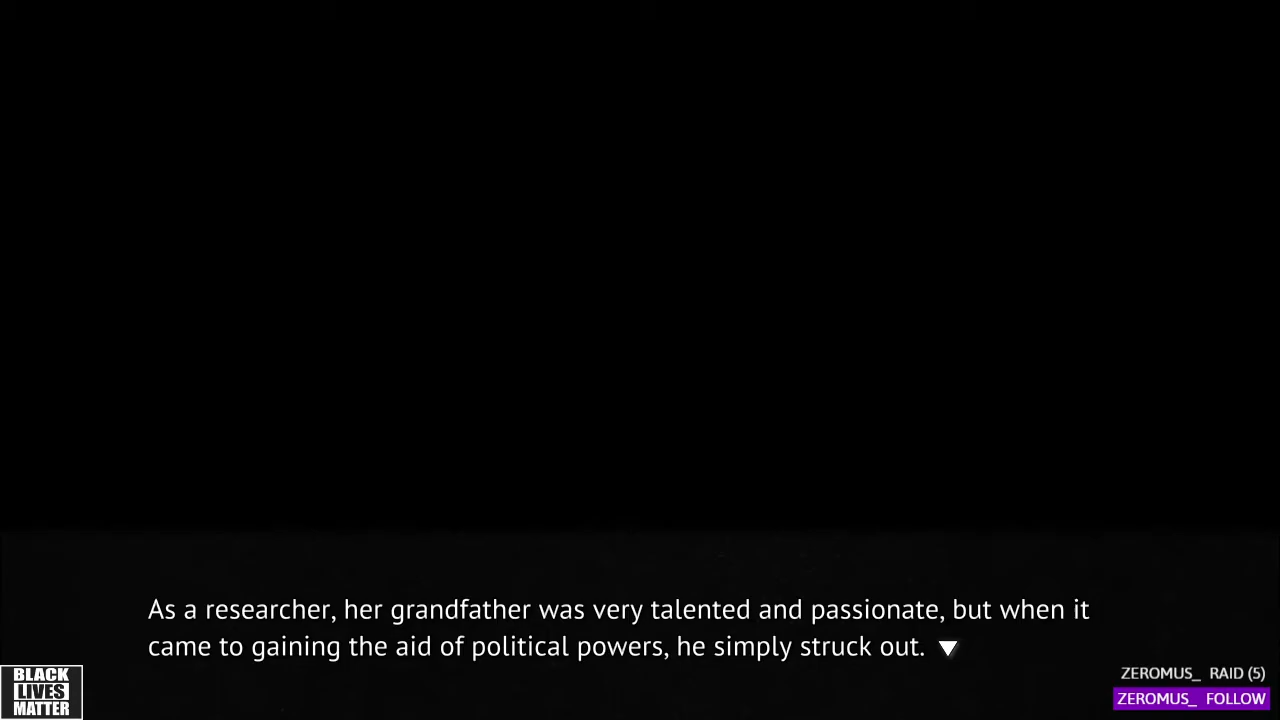 As a researcher, her grandfather was very talented and passionate, but when it
came to gaining the aid of political powers, he simply struck out.
BLACK
LIVES
MATTER
ZEROMUS_ RAID (5)
ZEROMUS_ FOLLOW